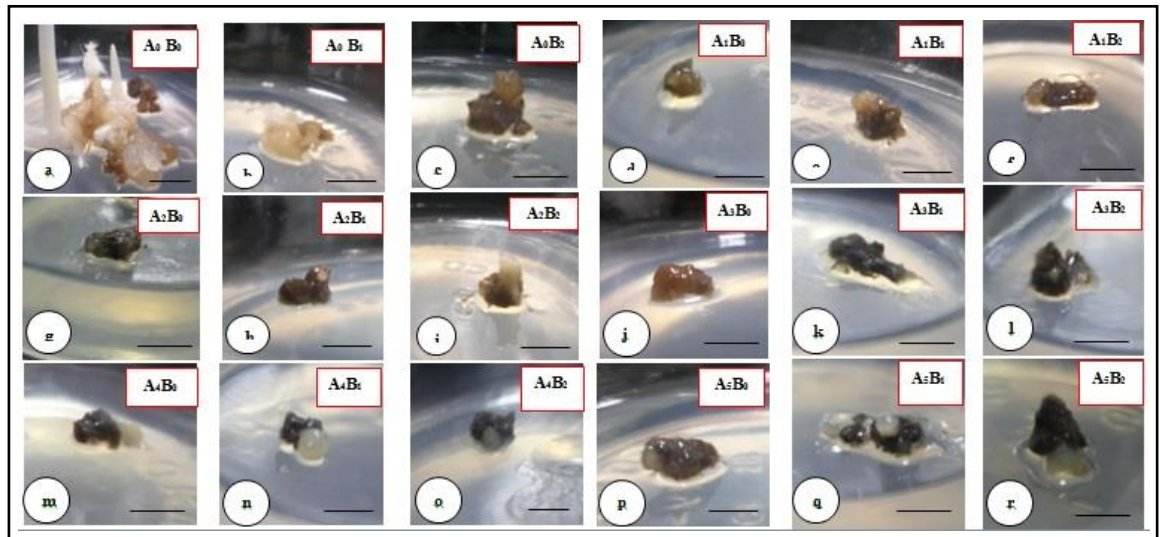 A0 B0
A0 B1
A0B2
A1B0
A1B1
A1B2
a
b
c
d
e
f
A2B0
A2B1
A2B2
A3B0
A3B1
A3B2
g
h
i
j
k
l
A4B0
A4B1
A4B2
A5B0
A5B1
A5B2
m
n
o
p
q
r